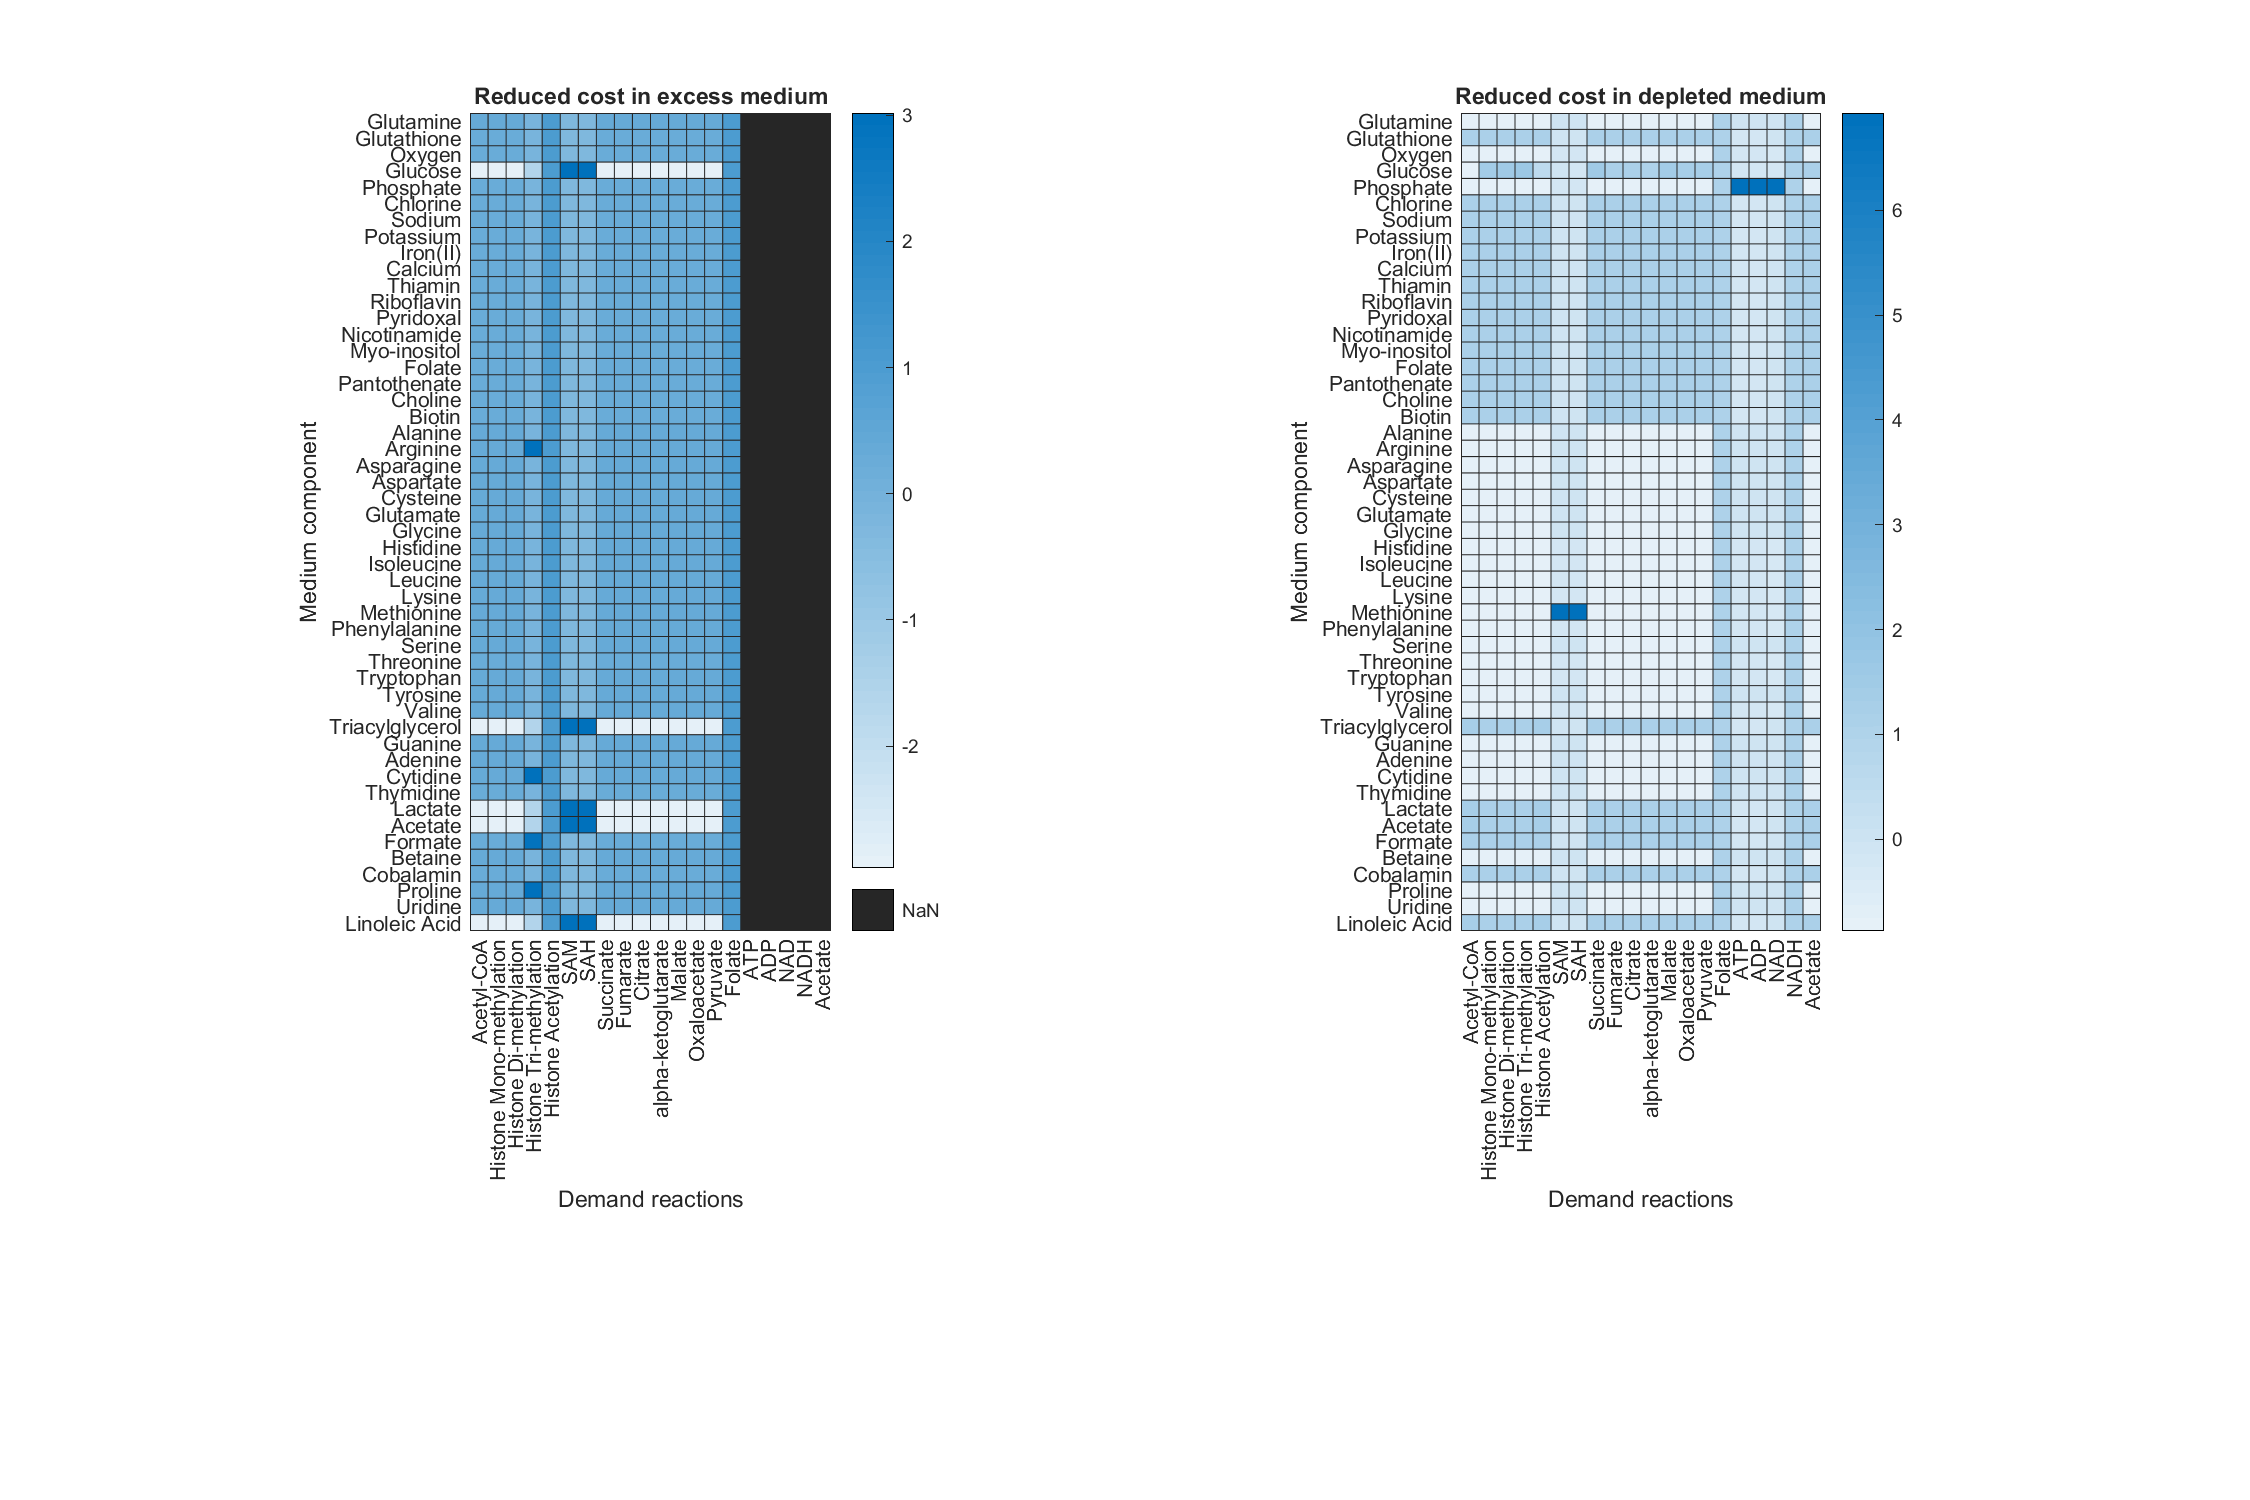 Reduced cost in excess medium
Medium component
Glutamine
Glutathione
Oxygen
Glucose
Phosphate
Chlorine
Sodium
Potassium
Iron(II)
Calcium
Thiamin
Riboflavin
Pyridoxal
Nicotinamide
Myo-inositol
Folate
Pantothenate
Choline
Biotin
Alanine
Arginine
Asparagine
Aspartate
Cysteine
Glutamate
Glycine
Histidine
Isoleucine
Leucine
Lysine
Methionine
Phenylalanine
Serine
Threonine
Tryptophan
Tyrosine
Valine
Triacylglycerol
Guanine
Adenine
Cytidine
Thymidine
Lactate
Acetate
Formate
Betaine
Cobalamin
Proline
Uridine
Linoleic Acid
3
2
1
0
-1
-2
NaN
Acetyl-CoA
Histone Mono-methylation
Histone Di-methylation
Histone Tri-methylation
Histone Acetylation
SAM
SAH
Succinate
Fumarate
Citrate
alpha-ketoglutarate
Malate
Oxaloacetate
Pyruvate
Folate
ATP
ADP
NAD
NADH
Acetate
Demand reactions
Reduced cost in depleted medium
Medium component
Glutamine
Glutathione
Oxygen
Glucose
Phosphate
Chlorine
Sodium
Potassium
Iron(II)
Calcium
Thiamin
Riboflavin
Pyridoxal
Nicotinamide
Myo-inositol
Folate
Pantothenate
Choline
Biotin
Alanine
Arginine
Asparagine
Aspartate
Cysteine
Glutamate
Glycine
Histidine
Isoleucine
Leucine
Lysine
Methionine
Phenylalanine
Serine
Threonine
Tryptophan
Tyrosine
Valine
Triacylglycerol
Guanine
Adenine
Cytidine
Thymidine
Lactate
Acetate
Formate
Betaine
Cobalamin
Proline
Uridine
Linoleic Acid
6
5
4
3
2
1
0
Acetyl-CoA
Histone Mono-methylation
Histone Di-methylation
Histone Tri-methylation
Histone Acetylation
SAM
SAH
Succinate
Fumarate
Citrate
alpha-ketoglutarate
Malate
Oxaloacetate
Pyruvate
Folate
ATP
ADP
NAD
NADH
Acetate
Demand reactions